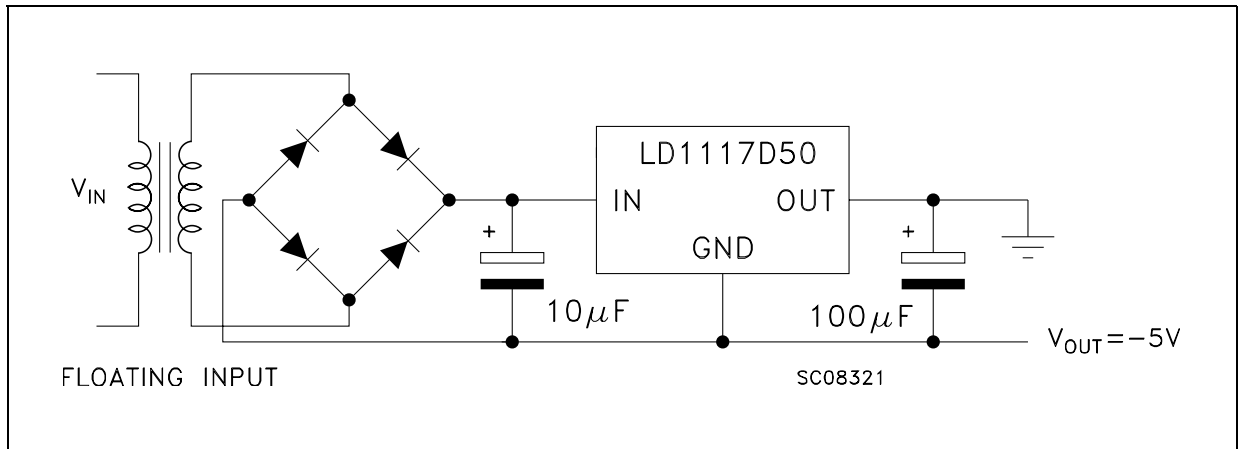 LD1117D50
V_IN
IN
OUT
+
+
GND
10μF
100μF
V_OUT=-5V
FLOATING INPUT
SC08321